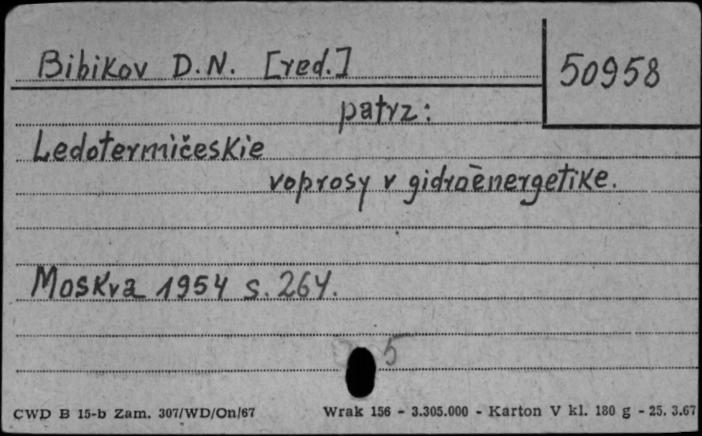 Bibikov D.N. [red.]
50958
patrz:
Ledotermičeskie
voprosy v gidroènergetike.
Moskva 1954 s. 264.
5
CWD B 15-b Zam. 307/WD/On/67
Wrak 156 - 3.305.000 - Karton V kl. 180 g - 25. 3.67